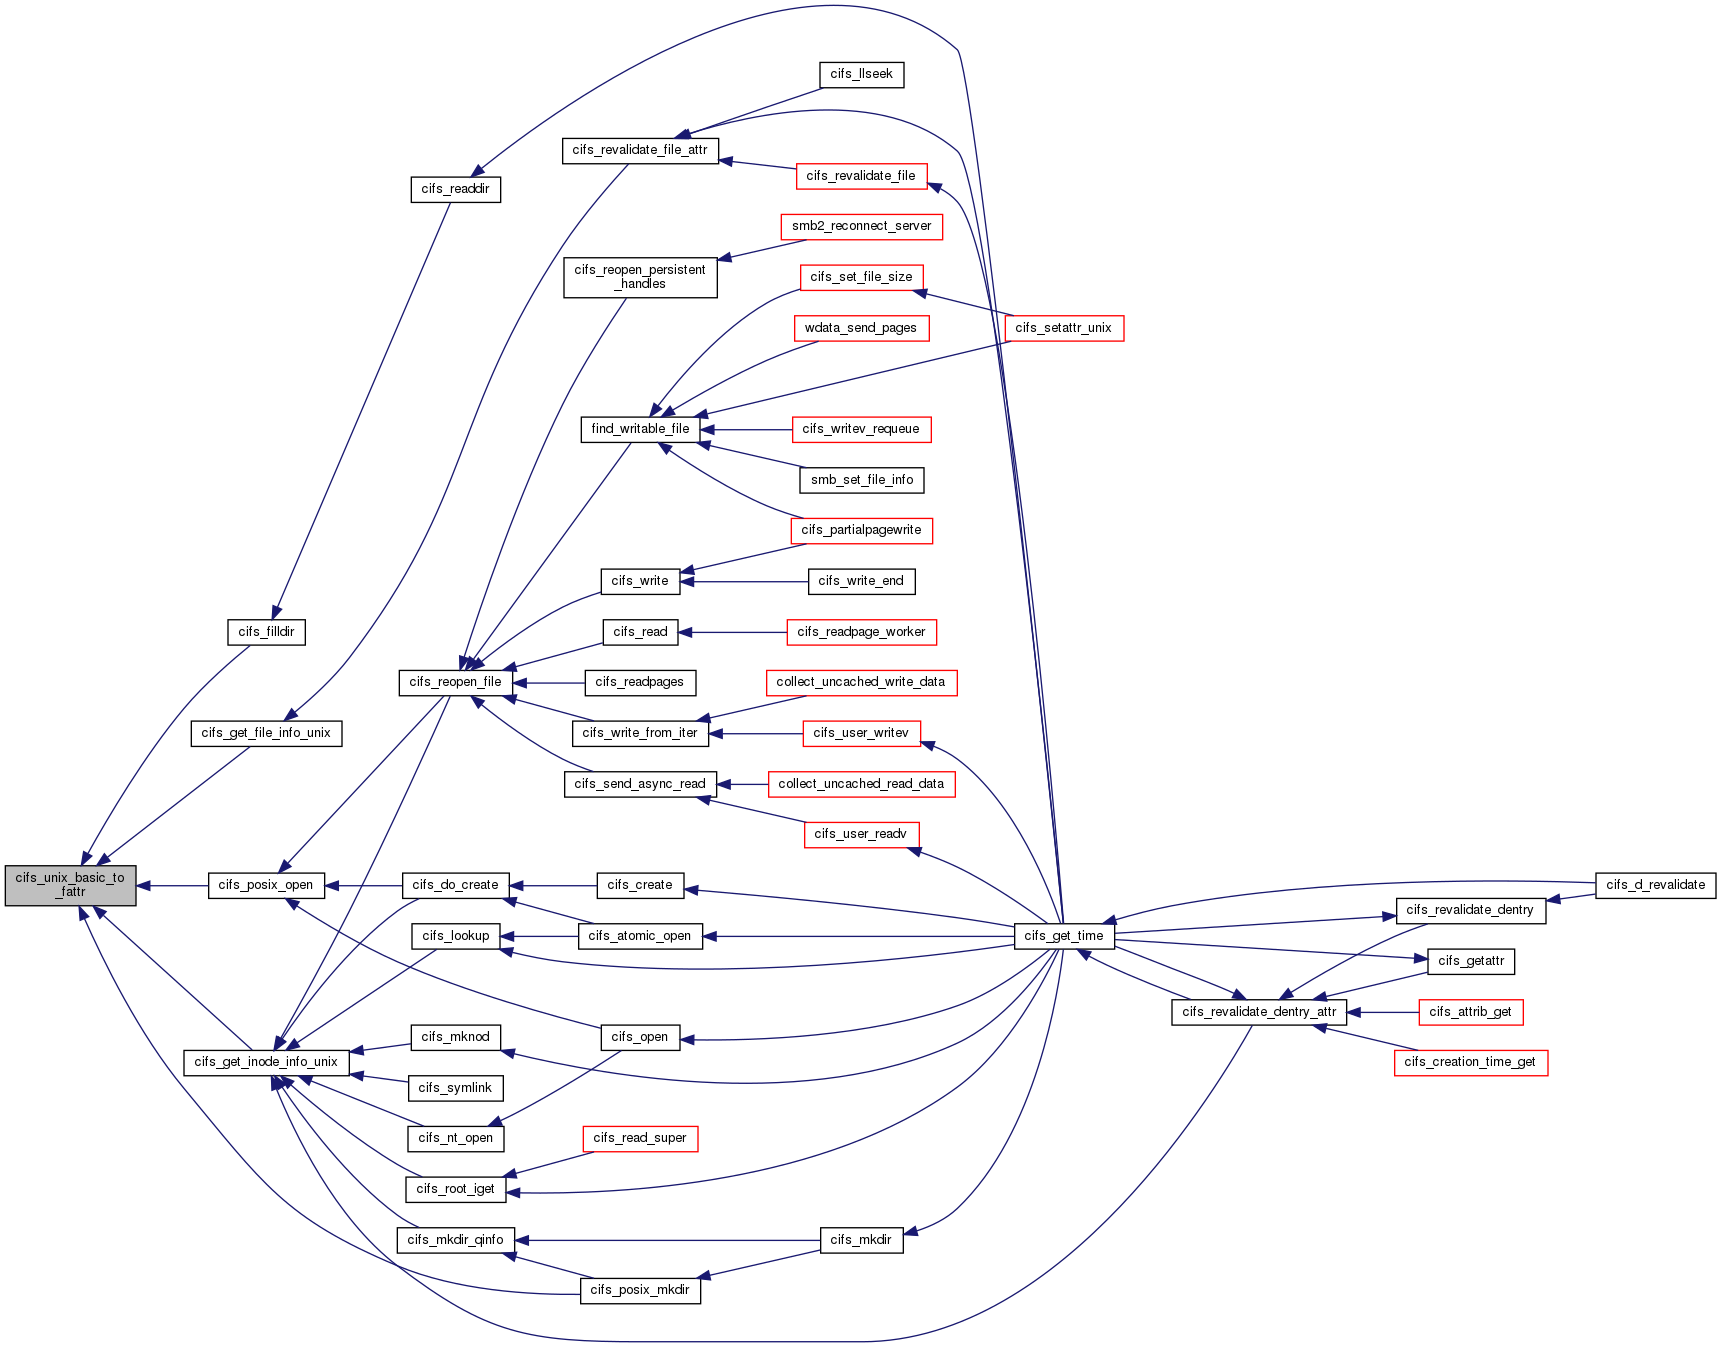 cifs_llseek
cifs_revalidate_file_attr
cifs_revalidate_file
cifs_readdir
smb2_reconnect_server
cifs_reopen_persistent
_handles
cifs_set_file_size
wdata_send_pages
cifs_setattr_unix
find_writable_file
cifs_writev_requeue
smb_set_file_info
cifs_partialpagewrite
cifs_write
cifs_write_end
cifs_filldir
cifs_read
cifs_readpage_worker
cifs_reopen_file
cifs_readpages
collect_uncached_write_data
cifs_get_file_info_unix
cifs_write_from_iter
cifs_user_writev
cifs_send_async_read
collect_uncached_read_data
cifs_user_readv
cifs_unix_basic_to
_fattr
cifs_posix_open
cifs_do_create
cifs_create
cifs_d_revalidate
cifs_revalidate_dentry
cifs_lookup
cifs_atomic_open
cifs_get_time
cifs_getattr
cifs_revalidate_dentry_attr
cifs_attrib_get
cifs_mknod
cifs_open
cifs_get_inode_info_unix
cifs_creation_time_get
cifs_symlink
cifs_nt_open
cifs_read_super
cifs_root_iget
cifs_mkdir_qinfo
cifs_mkdir
cifs_posix_mkdir